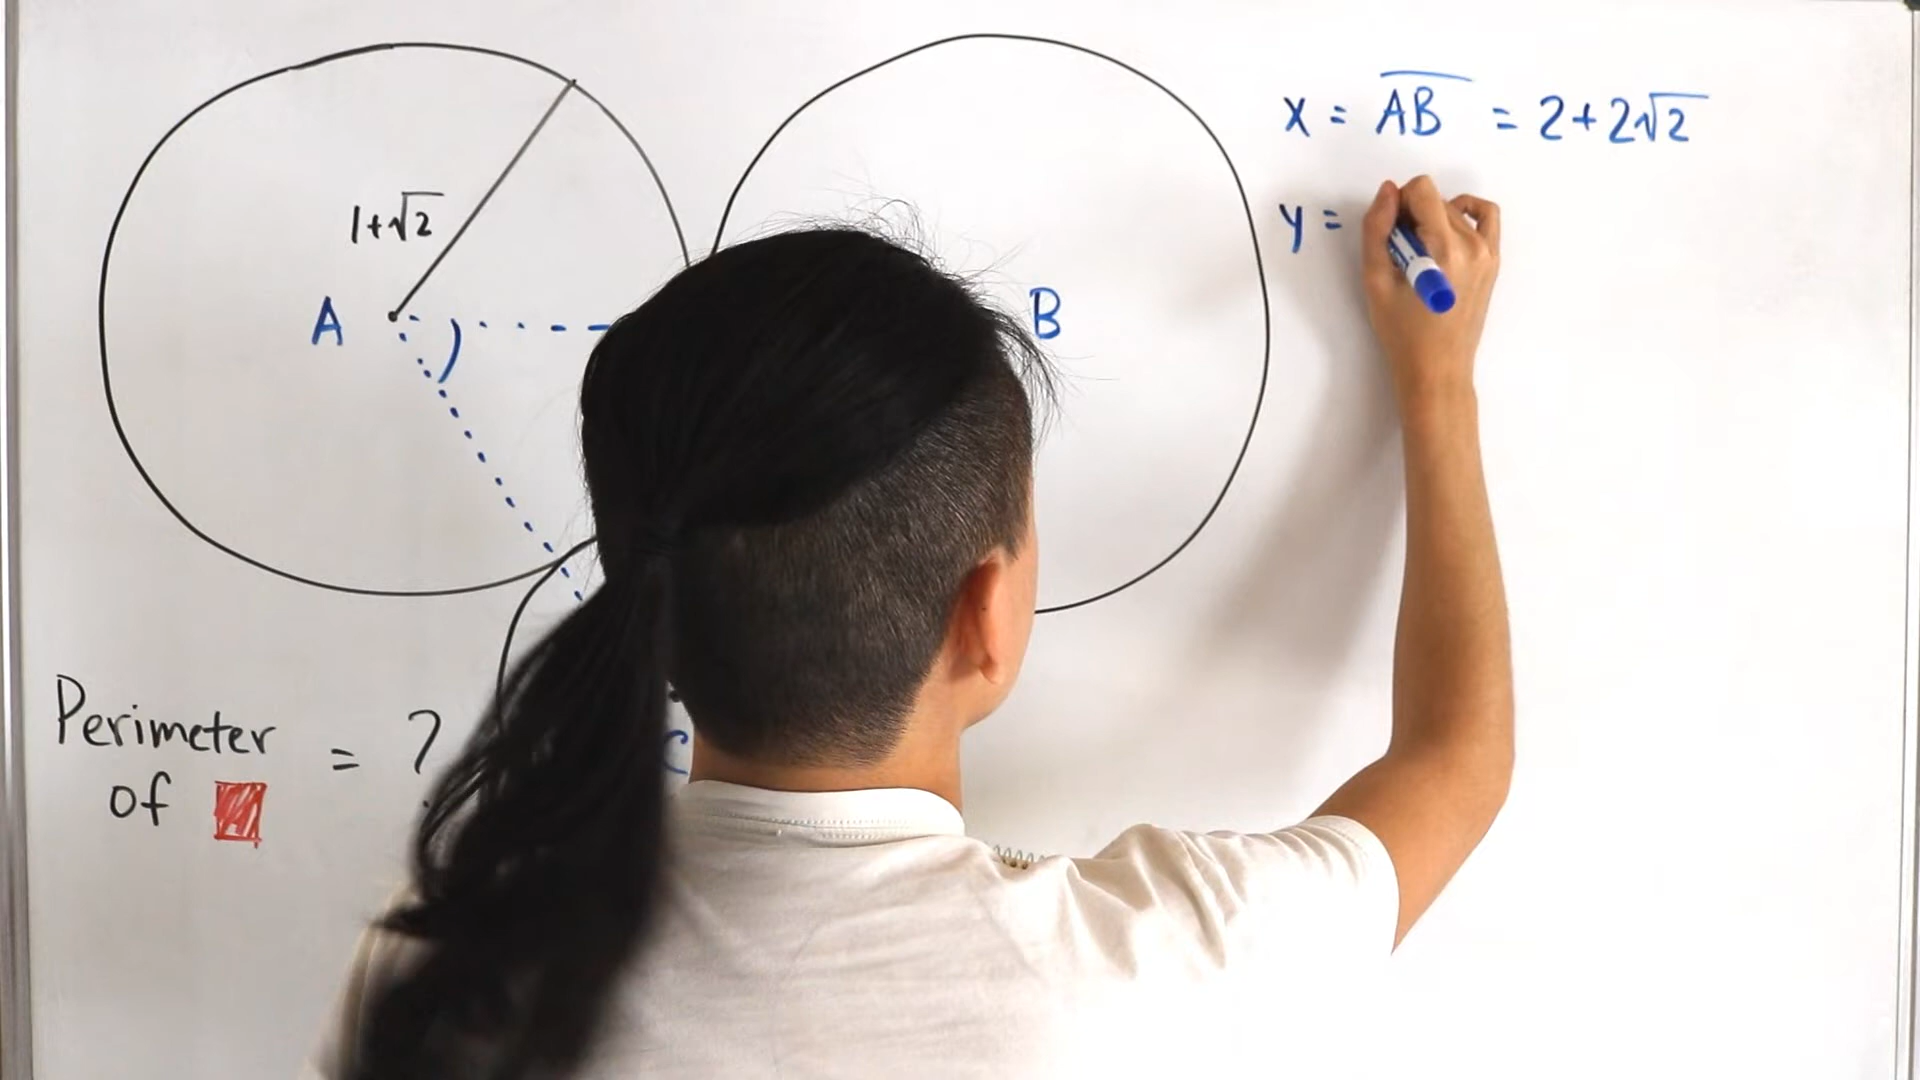 x = AB = 2+2√2
1+√2
y =
A
B
Perimeter = ?
of
C